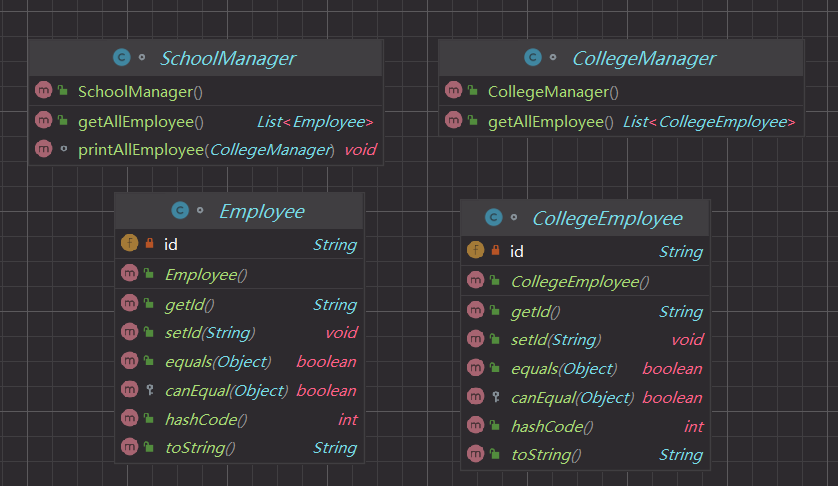 SchoolManager
SchoolManager()
getAllEmployee() List<Employee>
printAllEmployee(CollegeManager) void
CollegeManager
CollegeManager()
getAllEmployee() List<CollegeEmployee>
Employee
id String
Employee()
getId() String
setId(String) void
equals(Object) boolean
canEqual(Object) boolean
hashCode() int
toString() String
CollegeEmployee
id String
CollegeEmployee()
getId() String
setId(String) void
equals(Object) boolean
canEqual(Object) boolean
hashCode() int
toString() String